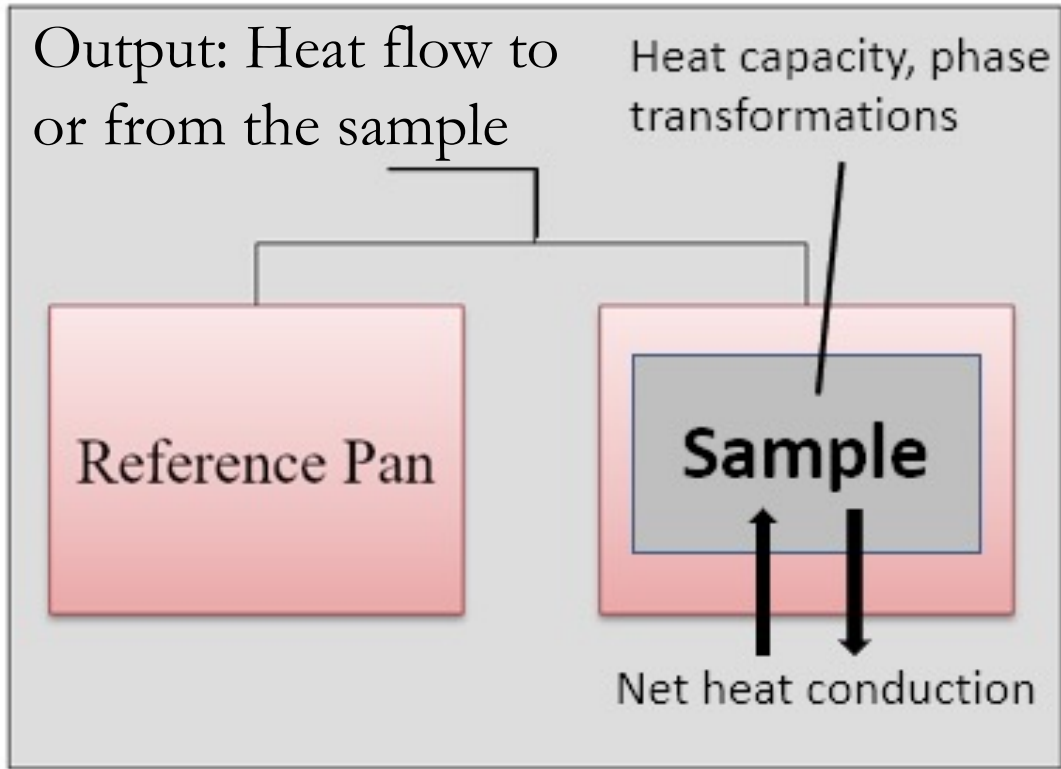 Output: Heat flow to
or from the sample
Heat capacity, phase
transformations
Reference Pan
Sample
Net heat conduction